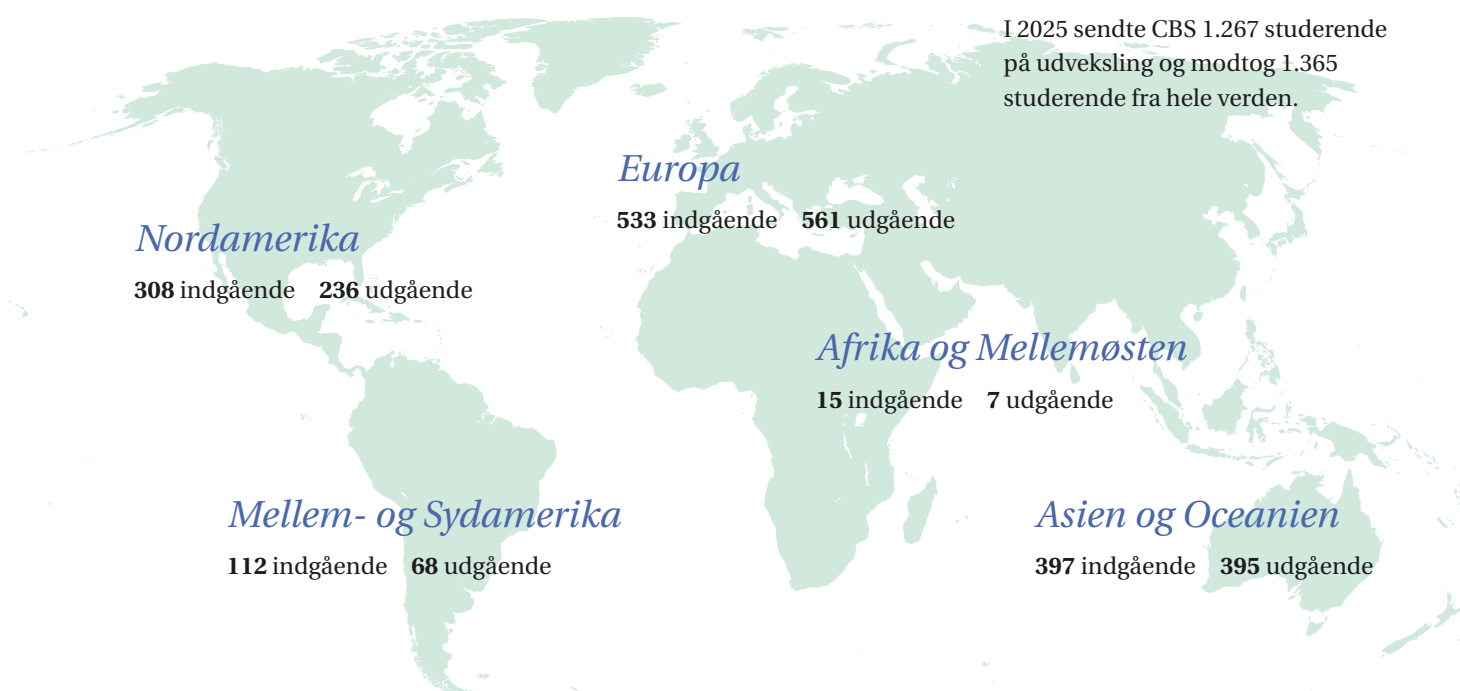 I 2025 sendte CBS 1.267 studerende
på udveksling og modtog 1.365
studerende fra hele verden.
Europa
533 indgående 561 udgående
Nordamerika
308 indgående 236 udgående
Afrika og Mellemøsten
15 indgående 7 udgående
Mellem- og Sydamerika
112 indgående 68 udgående
Asien og Oceanien
397 indgående 395 udgående